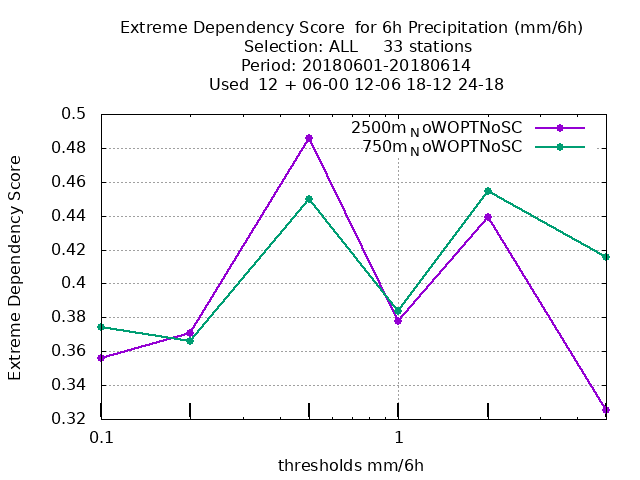 Extreme Dependency Score  for 6h Precipitation (mm/6h)
Selection: ALL     33 stations
Period: 20180601-20180614
Used  12 + 06-00 12-06 18-12 24-18
2500m_NoWOPTNoSC
750m_NoWOPTNoSC
Extreme Dependency Score
0.5
0.48
0.46
0.44
0.42
0.4
0.38
0.36
0.34
0.32
0.1 1
thresholds mm/6h